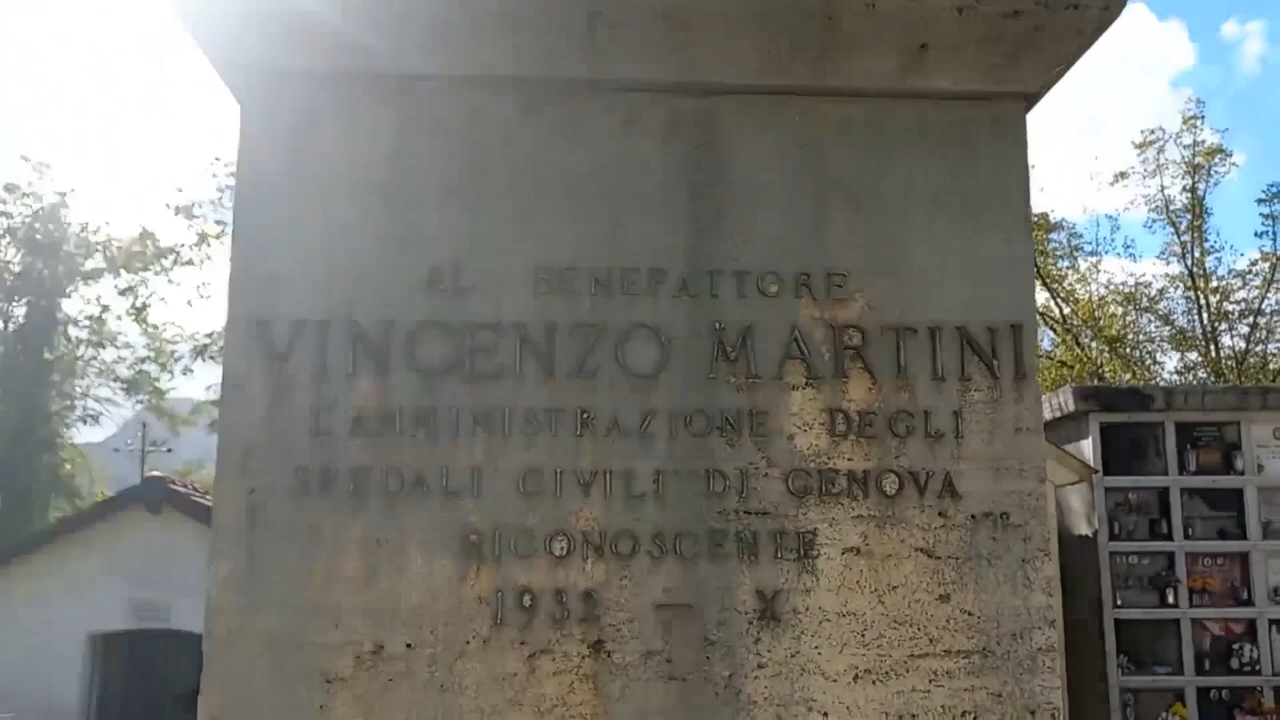 AL BENEFATTORE
VINCENZO MARTINI
L'AMMINISTRAZIONE DEGLI
SPEDALI CIVILI DI GENOVA
RICONOSCENTE
1932 — X